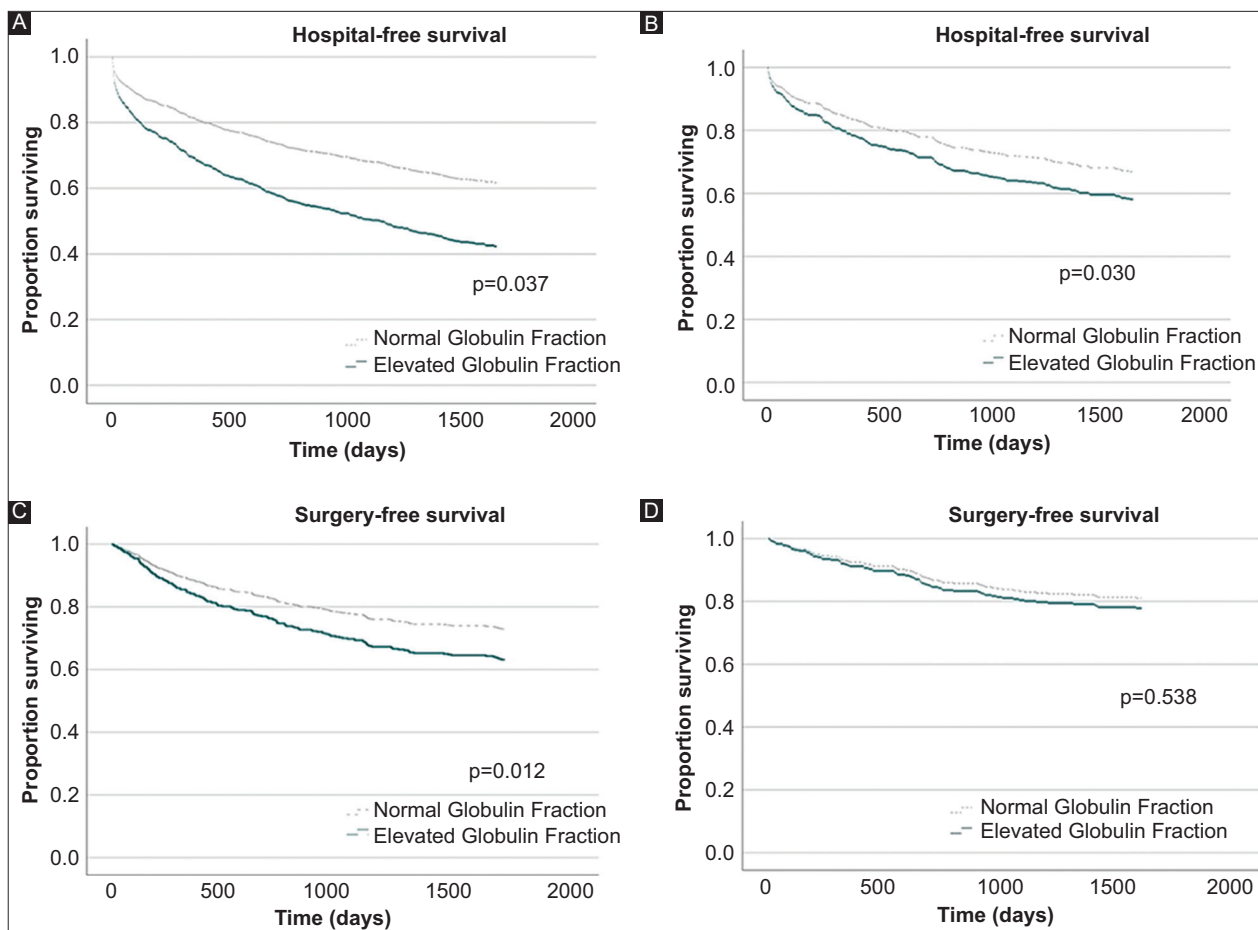 A
Hospital-free survival
Proportion surviving
1.0
0.8
0.6
0.4
0.2
0.0
p=0.037
Normal Globulin Fraction
Elevated Globulin Fraction
0 500 1000 1500 2000
Time (days)
B
Hospital-free survival
Proportion surviving
1.0
0.8
0.6
0.4
0.2
0.0
p=0.030
Normal Globulin Fraction
Elevated Globulin Fraction
0 500 1000 1500 2000
Time (days)
C
Surgery-free survival
Proportion surviving
1.0
0.8
0.6
0.4
0.2
0.0
p=0.012
Normal Globulin Fraction
Elevated Globulin Fraction
0 500 1000 1500 2000
Time (days)
D
Surgery-free survival
Proportion surviving
1.0
0.8
0.6
0.4
0.2
0.0
p=0.538
Normal Globulin Fraction
Elevated Globulin Fraction
0 500 1000 1500 2000
Time (days)